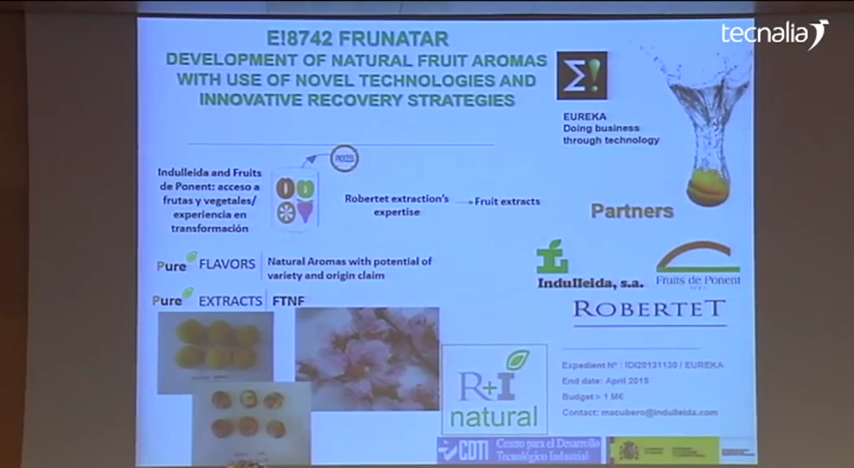 tecnalia
E!8742 FRUNATAR
DEVELOPMENT OF NATURAL FRUIT AROMAS
WITH USE OF NOVEL TECHNOLOGIES AND
INNOVATIVE RECOVERY STRATEGIES
Σ!
EUREKA
Doing business
through technology
PROCESS
Indulleida and Fruits
de Ponent: acceso a
frutas y vegetales/
experiencia en
transformación
Robertet extraction's
expertise
Fruit extracts
Partners
Pure FLAVORS
Natural Aromas with potential of
variety and origin claim
Indulleida, s.a.
Fruits de Ponent
Pure EXTRACTS
FTNF
ROBERTET
R+I
natural
Expedient Nº : IDI20131130 / EUREKA
End date: April 2015
Budget > 1 M€
Contact: macubero@indulleida.com
CDTI
Centro para el Desarrollo
Tecnológico Industrial